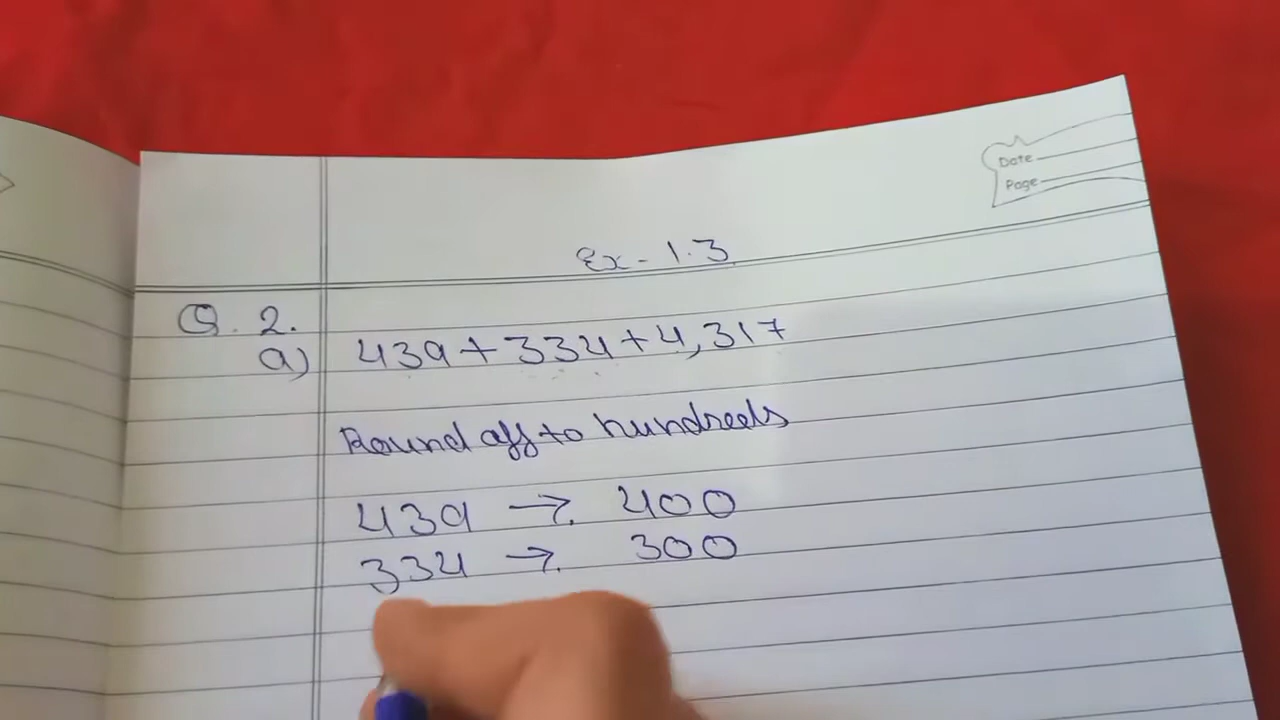 Date
Page
Ex - 1.3
Q. 2.
a) 439 + 334 + 4,317
Round off to hundreds
439 → 400
334 → 300